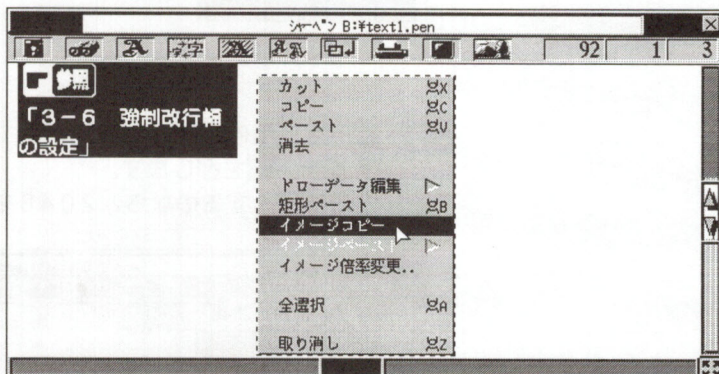 シャーペン B:¥text1.pen
92 1 3
参照
「3-6 強制改行幅
の設定」
カット X
コピー C
ペースト V
消去
ドローデータ編集
矩形ペースト B
イメージコピー
イメージペースト
イメージ倍率変更..
全選択 A
取り消し Z